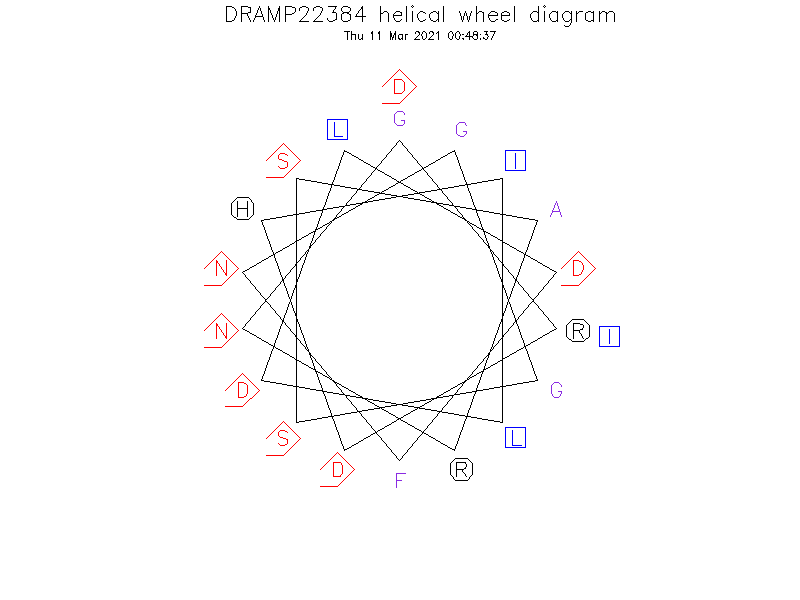 DRAMP22384 helical wheel diagram
Thu 11 Mar 2021 00:48:37
D
L G G
S I
H A
N D
N R I
D G
S L
D F R